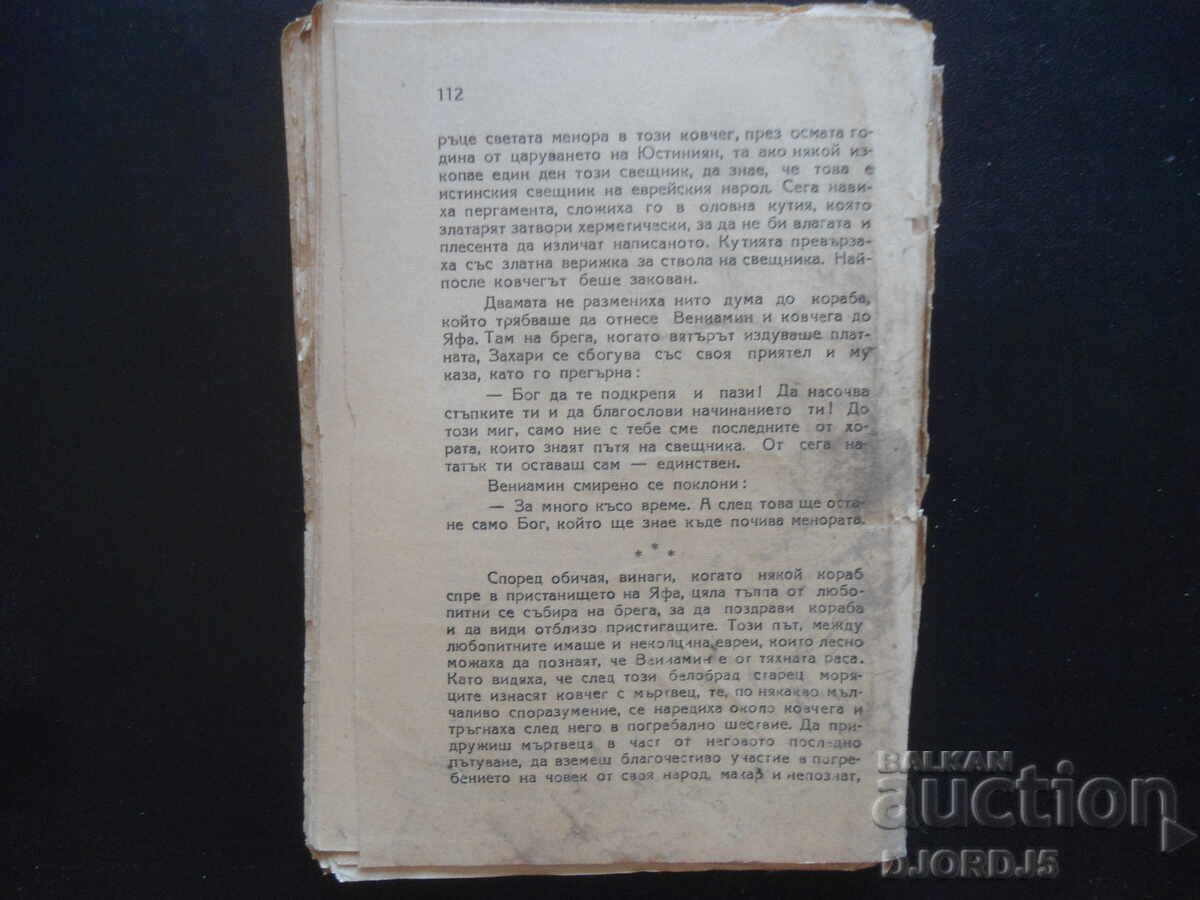 112
ръце светата менора в този ковчег, през осмата го-
дина от царуването на Юстиниян, та ако някой из-
копае един ден този свещник, да знае, че това е
истинския свещник на еврейския народ. Сега нави-
ха пергамента, сложиха го в оловна кутия, която
златарят затвори херметически, за да не би влагата и
плесента да изличат написаното. Кутията превърза-
ха със златна верижка за ствола на свещника. Най-
после ковчегът беше закован.
Двамата не размениха нито дума до кораба,
който трябваше да отнесе Вениамин и ковчега до
Яфа. Там на брега, когато вятърът издуваше плат-
ната, Захари се сбогува със своя приятел и му
каза, като го прегърна:
— Бог да те подкрепя и пази! Да насочва
стъпките ти и да благослови начинанието ти! До
този миг, само ние с тебе сме последните от хо-
рата, които знаят пътя на свещника. От сега на-
татък ти оставаш сам — единствен.
Вениамин смирено се поклони:
— За много късо време. А след това ще оста-
не само Бог, който ще знае къде почива менората.
* * *
Според обичая, винаги, когато някой кораб
спре в пристанището на Яфа, цяла тълпа от любо-
питни се събира на брега, за да поздрави кораба
и да види отблизо пристигащите. Този път, между
любопитните имаше и неколцина евреи, които лесно
можаха да познаят, че Вениамин е от тяхната раса.
Като видяха, че след този белобрад старец моря-
ците изнасят ковчег с мъртвец, те, по някакво мъл-
чаливо споразумение, се наредиха около ковчега и
тръгнаха след него в погребално шествие. Да при-
дружиш мъртвеца в част от неговото последно
пътуване, да вземеш благочестиво участие в погре-
бението на човек от своя народ, макар и непознат,
BALKAN
auction
DJORDJ5